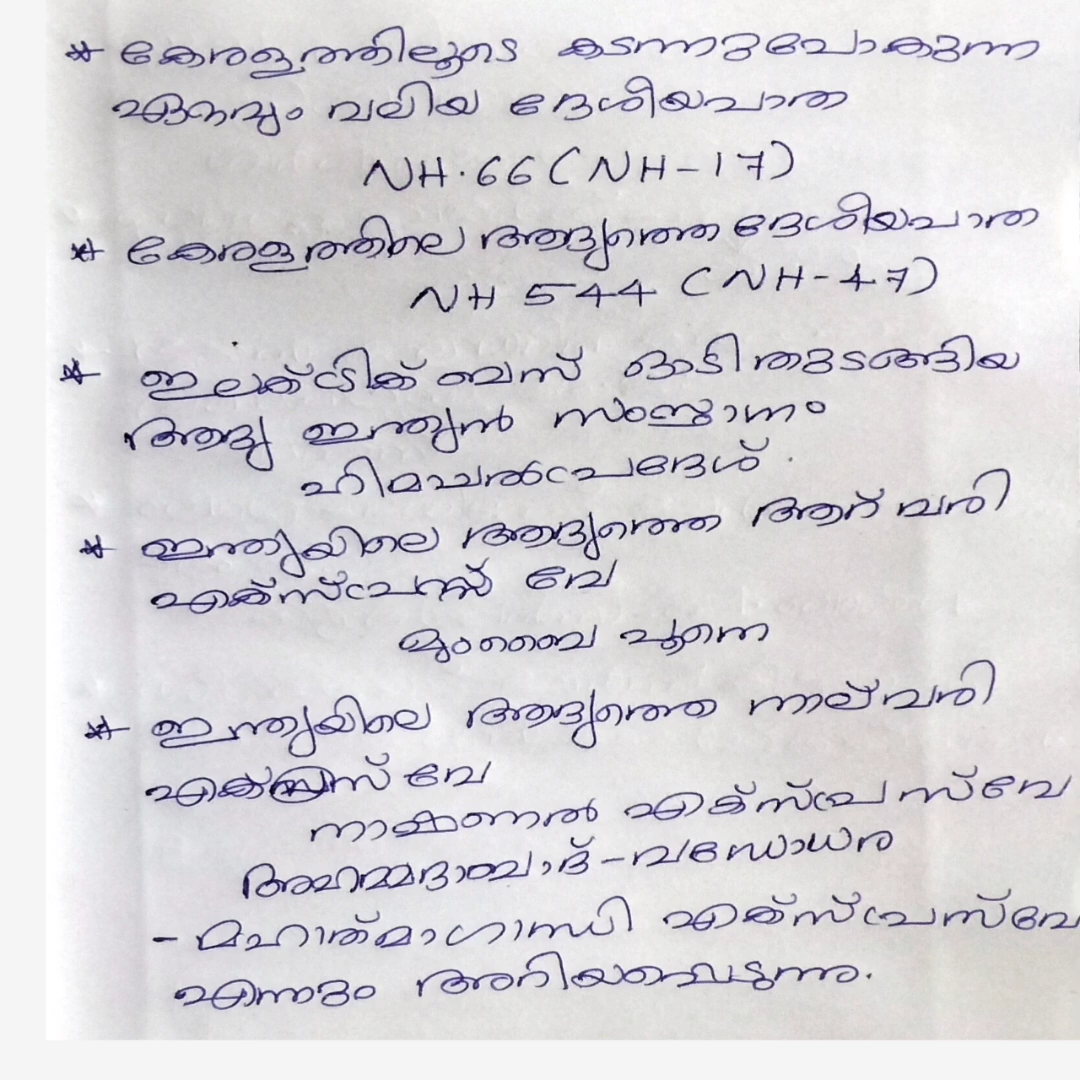 * കേരളത്തിലൂടെ കടന്നുപോകുന്ന
ഏറ്റവും വലിയ ദേശീയപാത
NH.66 (NH-17)
* കേരളത്തിലെ ആദ്യത്തെ ദേശീയപാത
NH 544 (NH-47)
* ഇലക്ട്രിക് ബസ് ഓടിതുടങ്ങിയ
ആദ്യ ഇന്ത്യൻ സംസ്ഥാനം
ഹിമാചൽപ്രദേശ്.
* ഇന്ത്യയിലെ ആദ്യത്തെ ആറ് വരി
എക്സ്പ്രസ്സ് വേ
മുംബൈ പൂനെ
* ഇന്ത്യയിലെ ആദ്യത്തെ നാല് വരി
എക്സ്പ്രസ് വേ
നാഷണൽ എക്സ്പ്രസ്‌വേ
അഹമ്മദാബാദ് - വഡോധര
- മഹാത്മാഗാന്ധി എക്സ്പ്രസ്‌വേ
എന്നും അറിയപ്പെടുന്നു.